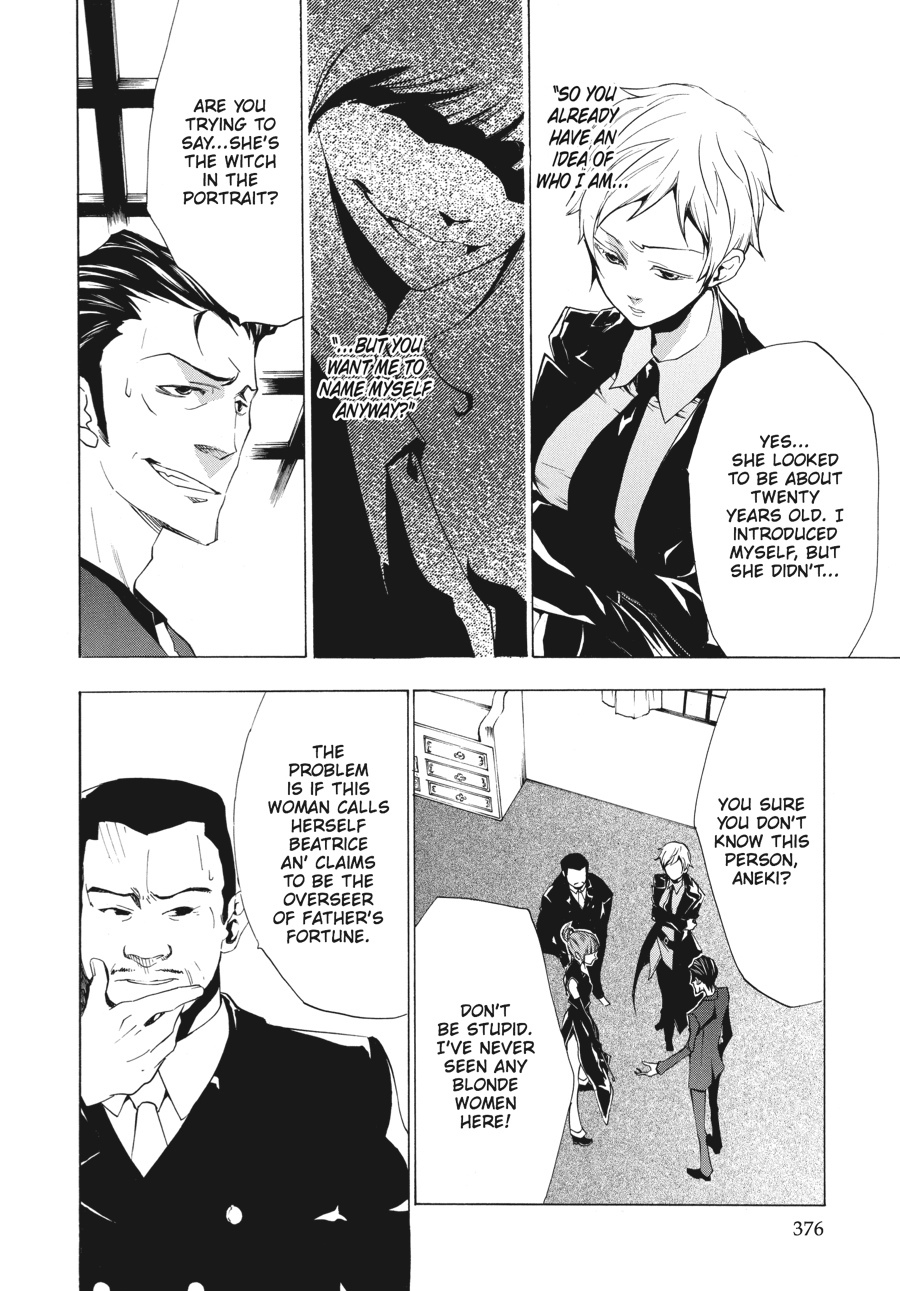 "SO YOU
ALREADY
HAVE AN
IDEA OF
WHO I AM...
YES...
SHE LOOKED
TO BE ABOUT
TWENTY
YEARS OLD. I
INTRODUCED
MYSELF, BUT
SHE DIDN'T...
"...BUT YOU
WANT ME TO
NAME MYSELF
ANYWAY?"
ARE YOU
TRYING TO
SAY...SHE'S
THE WITCH
IN THE
PORTRAIT?
YOU SURE
YOU DON'T
KNOW THIS
PERSON,
ANEKI?
DON'T
BE STUPID.
I'VE NEVER
SEEN ANY
BLONDE
WOMEN
HERE!
THE
PROBLEM
IS IF THIS
WOMAN CALLS
HERSELF
BEATRICE
AN' CLAIMS
TO BE THE
OVERSEER
OF FATHER'S
FORTUNE.
376